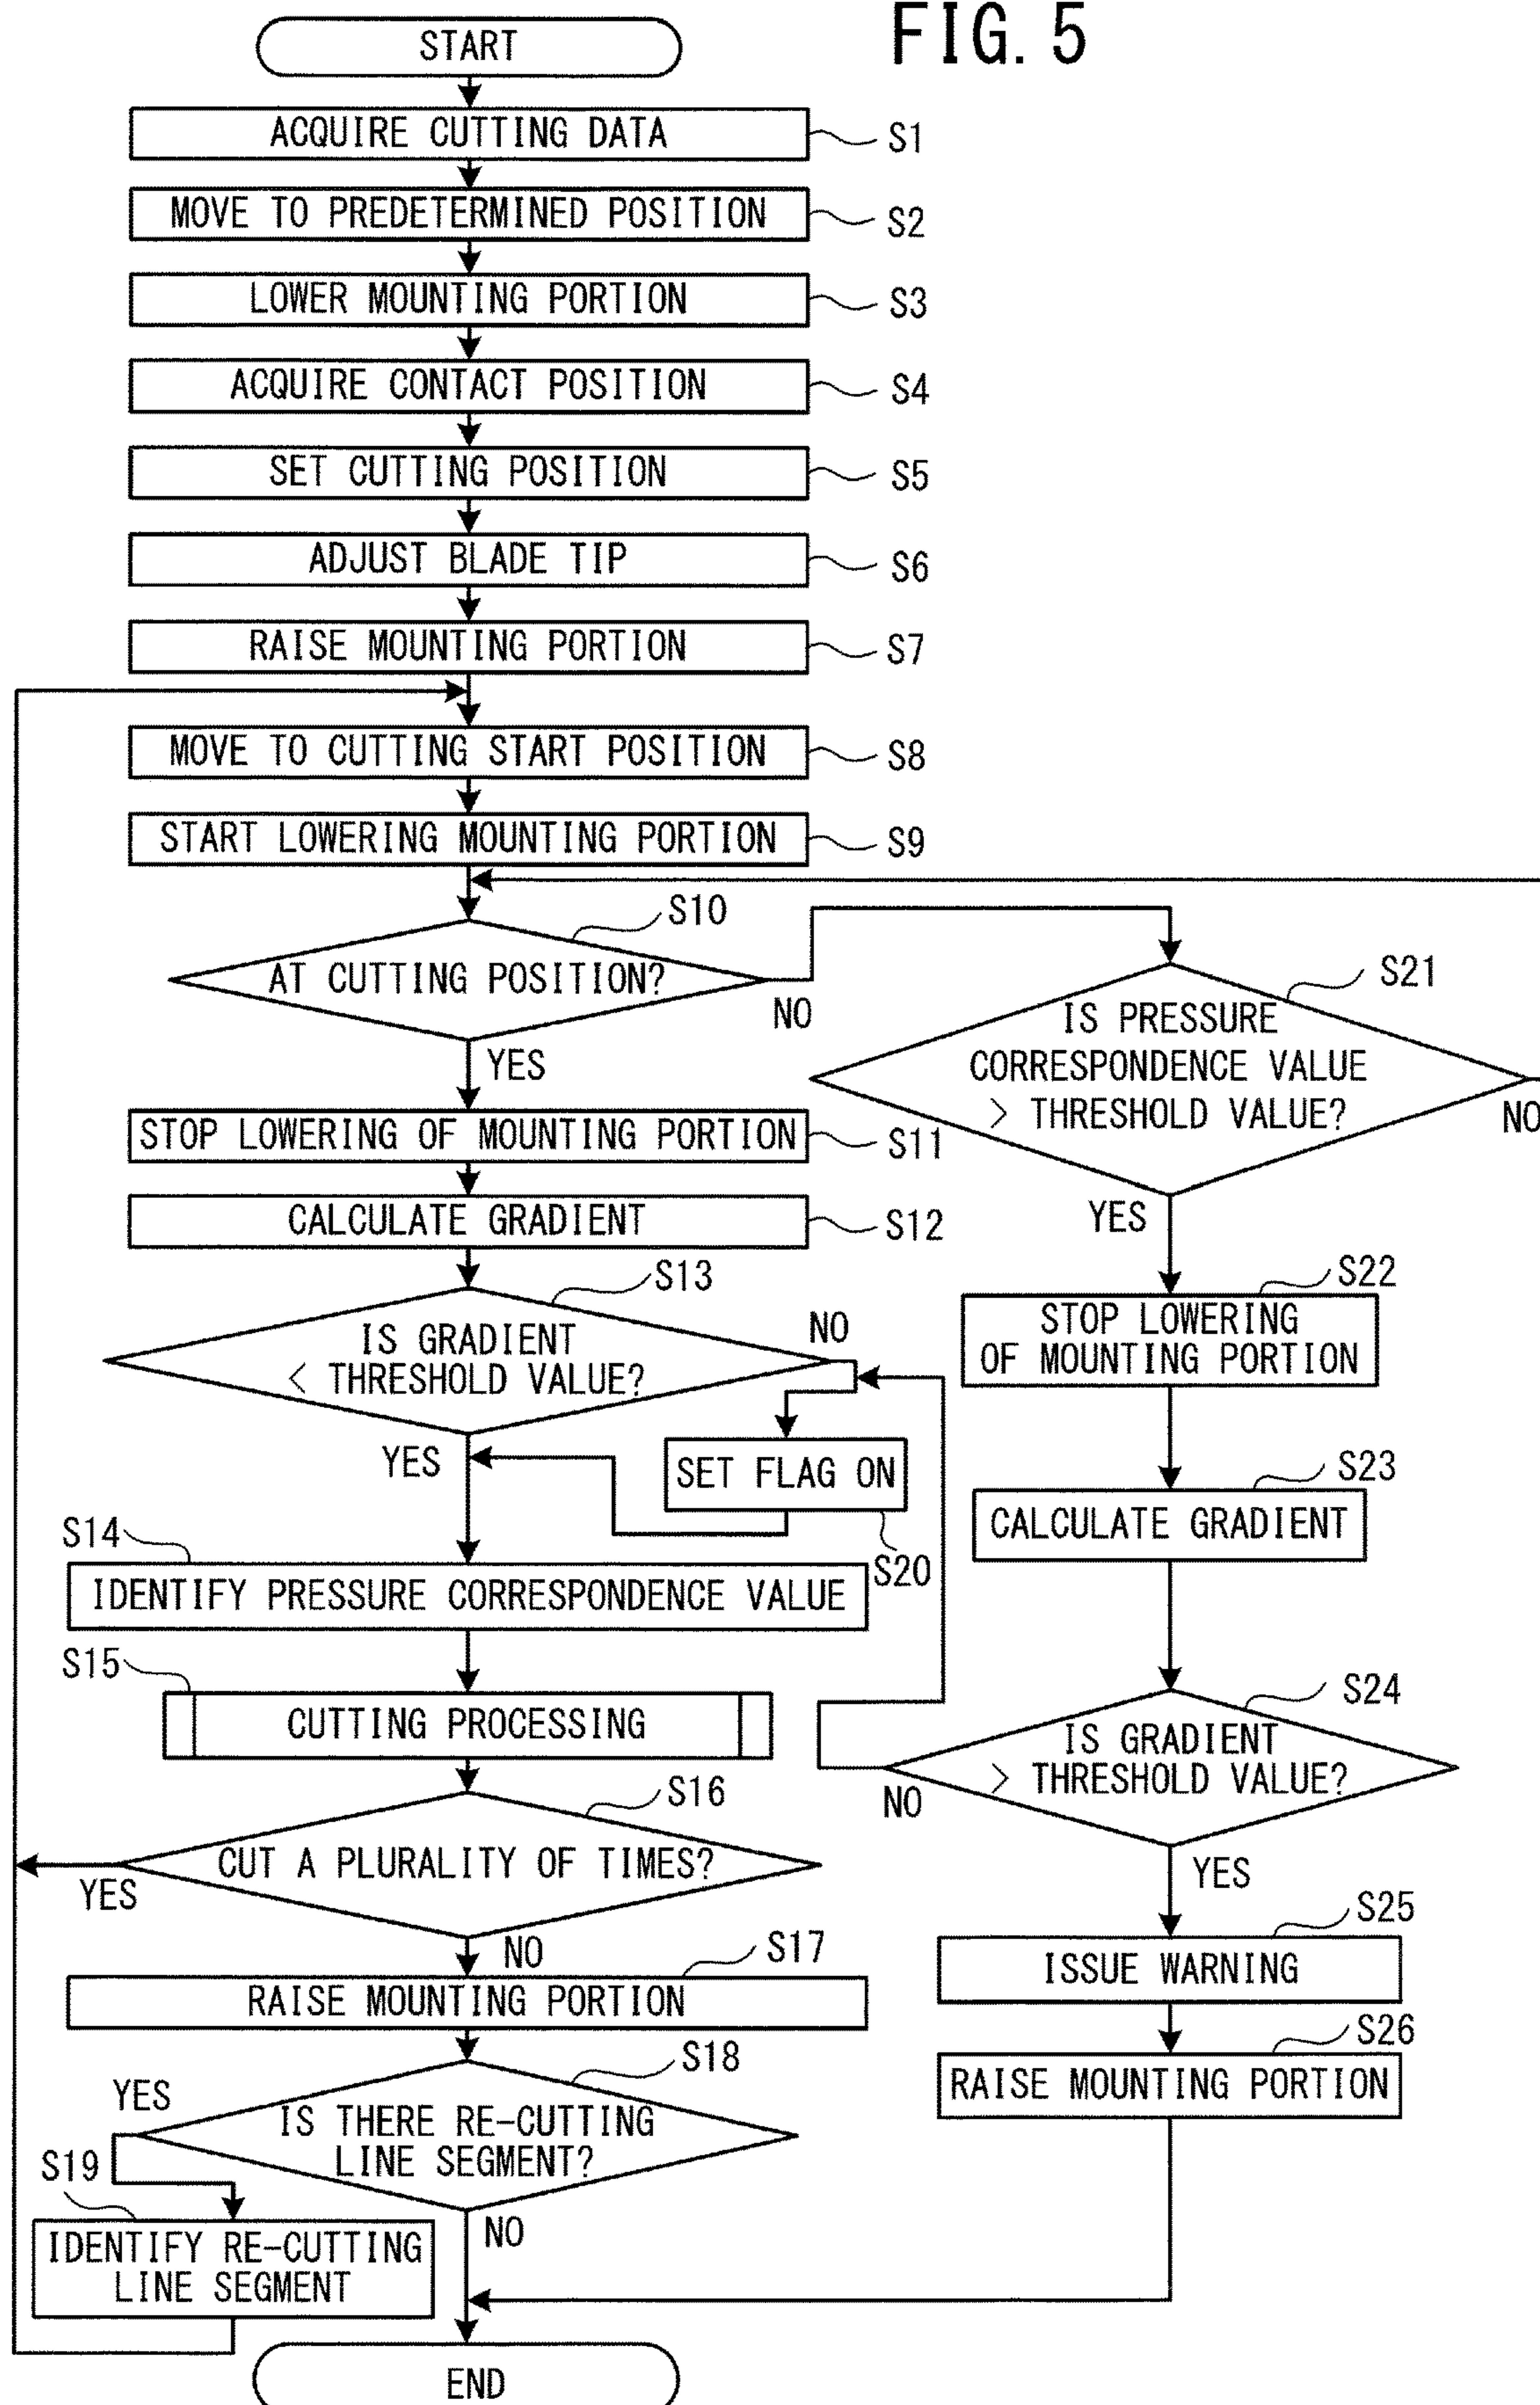 FIG. 5
START
ACQUIRE CUTTING DATA
S1
MOVE TO PREDETERMINED POSITION
S2
LOWER MOUNTING PORTION
S3
ACQUIRE CONTACT POSITION
S4
SET CUTTING POSITION
S5
ADJUST BLADE TIP
S6
RAISE MOUNTING PORTION
S7
MOVE TO CUTTING START POSITION
S8
START LOWERING MOUNTING PORTION
S9
S10
AT CUTTING POSITION?
NO
YES
STOP LOWERING OF MOUNTING PORTION
S11
CALCULATE GRADIENT
S12
S13
IS GRADIENT
< THRESHOLD VALUE?
NO
YES
SET FLAG ON
S20
S14
IDENTIFY PRESSURE CORRESPONDENCE VALUE
S15
CUTTING PROCESSING
S16
CUT A PLURALITY OF TIMES?
YES
NO
S17
RAISE MOUNTING PORTION
S18
YES
IS THERE RE-CUTTING
LINE SEGMENT?
NO
S19
IDENTIFY RE-CUTTING
LINE SEGMENT
S21
IS PRESSURE
CORRESPONDENCE VALUE
> THRESHOLD VALUE?
NO
YES
S22
STOP LOWERING
OF MOUNTING PORTION
S23
CALCULATE GRADIENT
S24
IS GRADIENT
> THRESHOLD VALUE?
NO
YES
S25
ISSUE WARNING
S26
RAISE MOUNTING PORTION
END